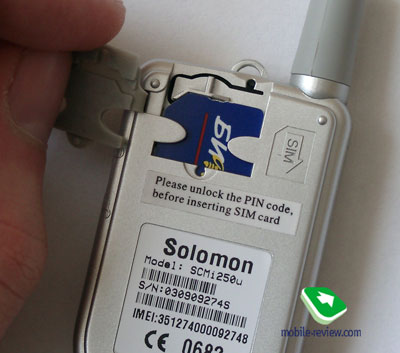 БИ
SIM
Please unlock the PIN code,
before inserting SIM card
Solomon
Model: SCMi250u
S/N:030909274S
IMEI:351274000092748
CE 0682
mobile-review.com